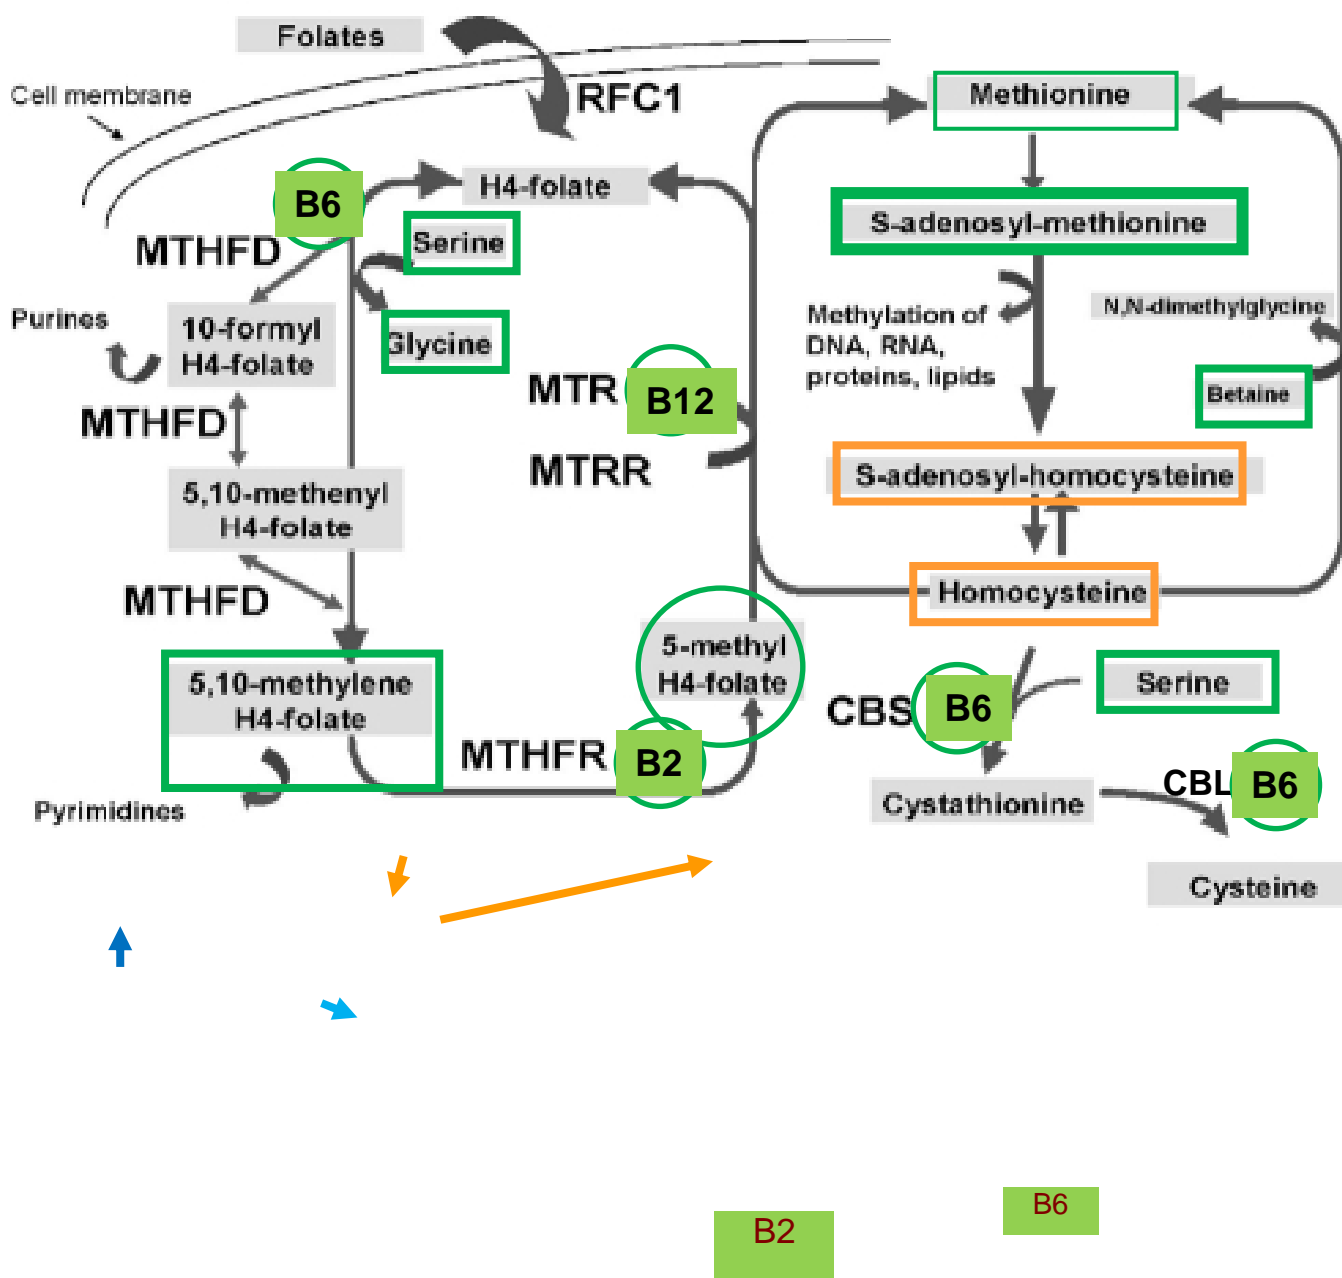 Folates
Cell membrane
RFC1
Methionine
B6
H4-folate
MTHFD
Serine
S-adenosyl-methionine
Purines
10-formyl
H4-folate
Glycine
Methylation of
DNA, RNA,
proteins, lipids
N,N-dimethylglycine
MTR
B12
Betaine
MTHFD
MTRR
S-adenosyl-homocysteine
5,10-methenyl
H4-folate
MTHFD
Homocysteine
5-methyl
H4-folate
5,10-methylene
H4-folate
CBS
B6
Serine
MTHFR
B2
Pyrimidines
Cystathionine
CBL
B6
Cysteine
B6
B2